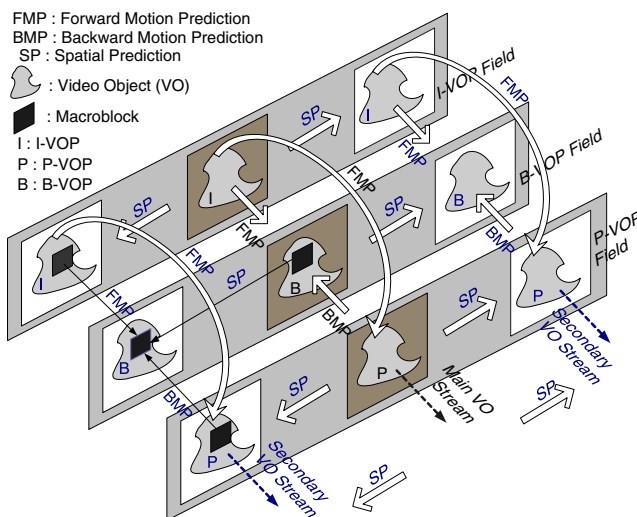 FMP : Forward Motion Prediction
BMP : Backward Motion Prediction
SP : Spatial Prediction
: Video Object (VO)
: Macroblock
I : I-VOP
P : P-VOP
B : B-VOP
I-VOP Field
B-VOP Field
P-VOP
Field
SP
I
FMP
FMP
SP
I
FMP
FMP
SP
B
BMP
I
FMP
FMP
SP
B
BMP
SP
P
Secondary
VO Stream
B
BMP
SP
P
Main VO
Stream
SP
P
Secondary
VO Stream
SP